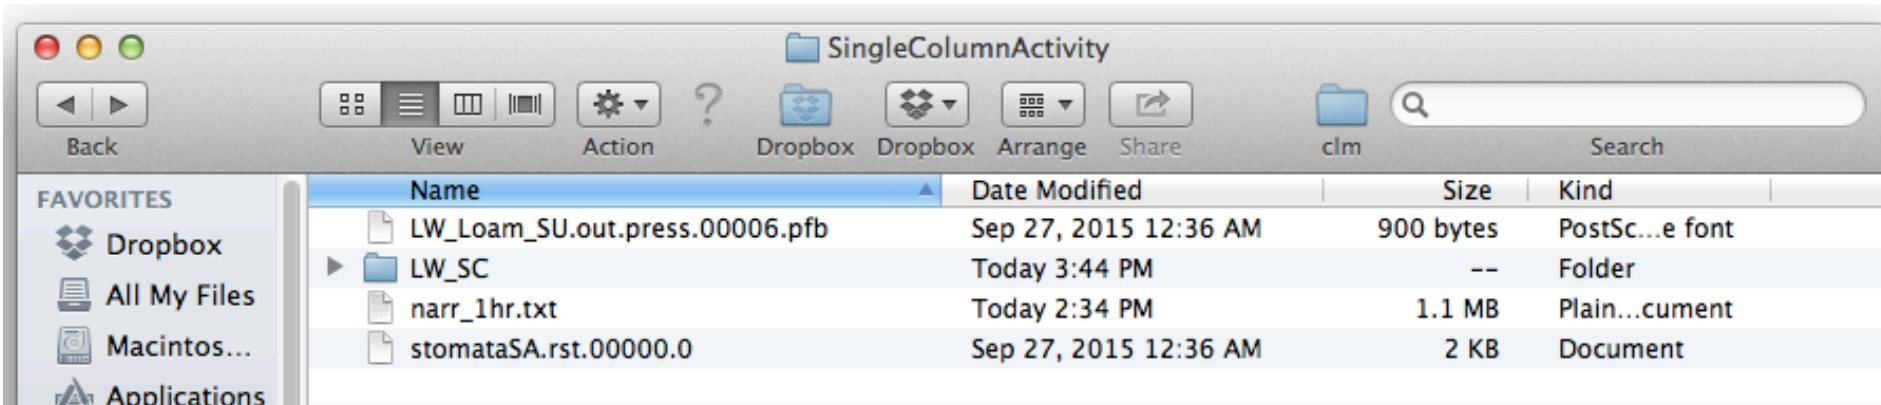 SingleColumnActivity
Back View Action Dropbox Dropbox Arrange Share clm Search
FAVORITES Name Date Modified Size Kind
Dropbox LW_Loam_SU.out.press.00006.pfb Sep 27, 2015 12:36 AM 900 bytes PostSc...e font
LW_SC Today 3:44 PM -- Folder
All My Files narr_1hr.txt Today 2:34 PM 1.1 MB Plain...cument
Macintos... stomataSA.rst.00000.0 Sep 27, 2015 12:36 AM 2 KB Document
Applications